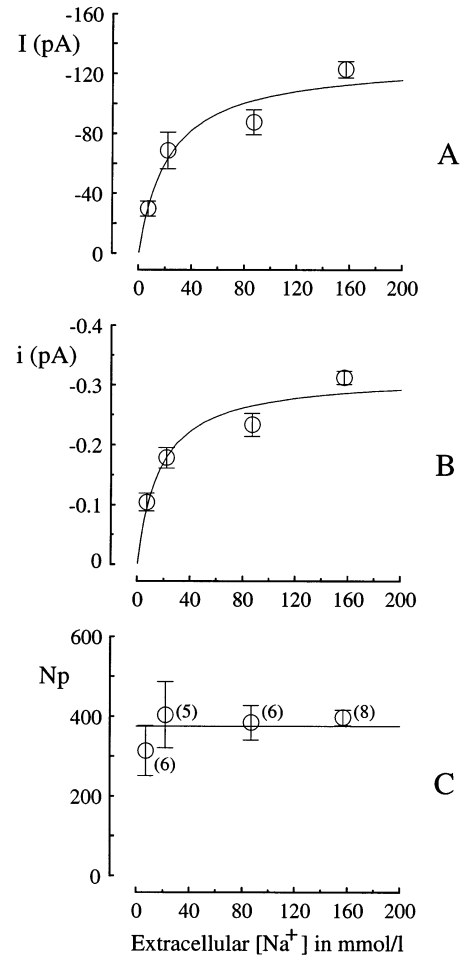 -160
I (pA)
-120
-80
A
-40
0
0 40 80 120 160 200
-0.4
i (pA)
-0.3
-0.2
B
-0.1
0
0 40 80 120 160 200
600
Np
(5) (6) (8)
400
(6)
C
200
0
0 40 80 120 160 200
Extracellular [Na+] in mmol/l